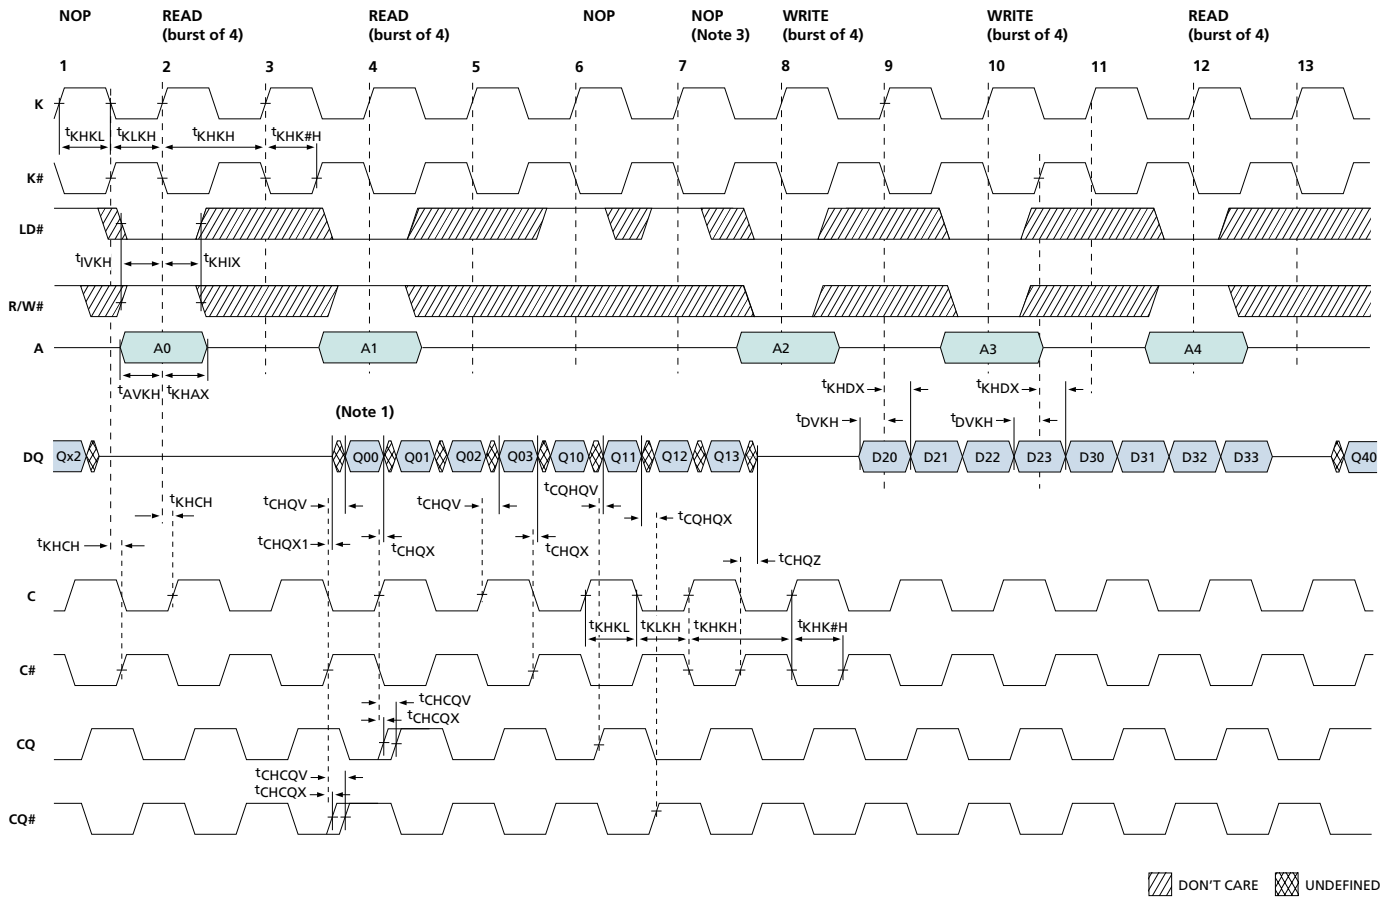 NOP READ READ NOP NOP WRITE WRITE READ
(burst of 4) (burst of 4) (Note 3) (burst of 4) (burst of 4) (burst of 4)
1 2 3 4 5 6 7 8 9 10 11 12 13
K
tKHKL tKLKH tKHKH tKHK#H
K#
LD#
tIVKH tKHIX
R/W#
A A0 A1 A2 A3 A4
tAVKH tKHAX tKHDX tKHDX
(Note 1) tDVKH tDVKH
DQ Qx2 Q00 Q01 Q02 Q03 Q10 Q11 Q12 Q13 D20 D21 D22 D23 D30 D31 D32 D33 Q40
tKHCH tCHQV tCHQV tCQHQV
tKHCH tCHQX1 tCHQX tCHQX tCQHQX
tCHQZ
C
tKHKL tKLKH tKHKH tKHK#H
C#
tCHCQV
tCHCQX
CQ
tCHCQV
tCHCQX
CQ#
DON'T CARE UNDEFINED